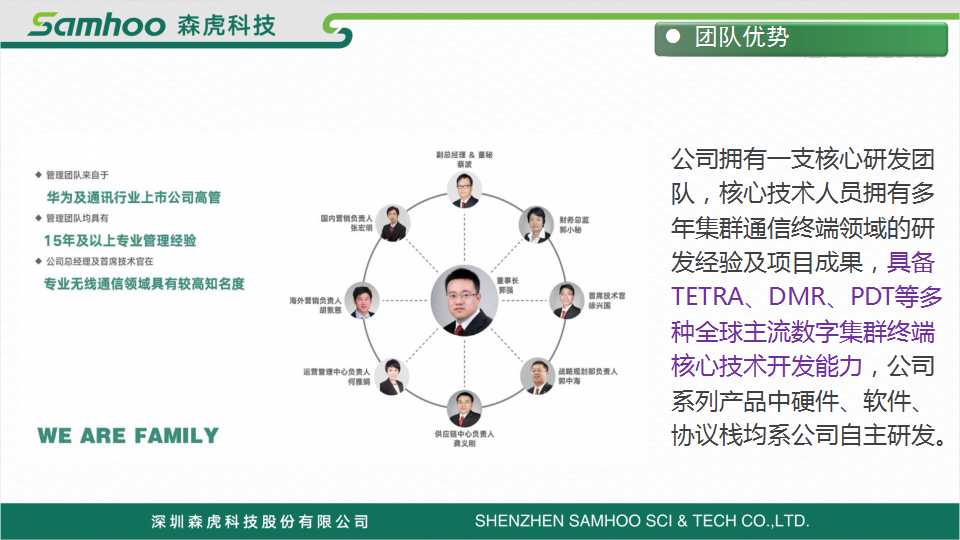 Samhoo 森虎科技
团队优势
◆ 管理团队来自于
华为及通讯行业上市公司高管
◆ 管理团队均具有
15年及以上专业管理经验
◆ 公司总经理及首席技术官在
专业无线通信领域具有较高知名度
WE ARE FAMILY
副总经理 & 董秘
蔡波
国内营销负责人
张宏明
财务总监
郭小秘
海外营销负责人
胡氮慈
董事长
郭强
首席技术官
徐兴国
运营管理中心负责人
何雅娟
战略规划部负责人
郭中海
供应链中心负责人
龚义刚
公司拥有一支核心研发团
队，核心技术人员拥有多
年集群通信终端领域的研
发经验及项目成果，具备
TETRA、DMR、PDT等多
种全球主流数字集群终端
核心技术开发能力，公司
系列产品中硬件、软件、
协议栈均系公司自主研发。
深圳森虎科技股份有限公司
SHENZHEN SAMHOO SCI & TECH CO.,LTD.